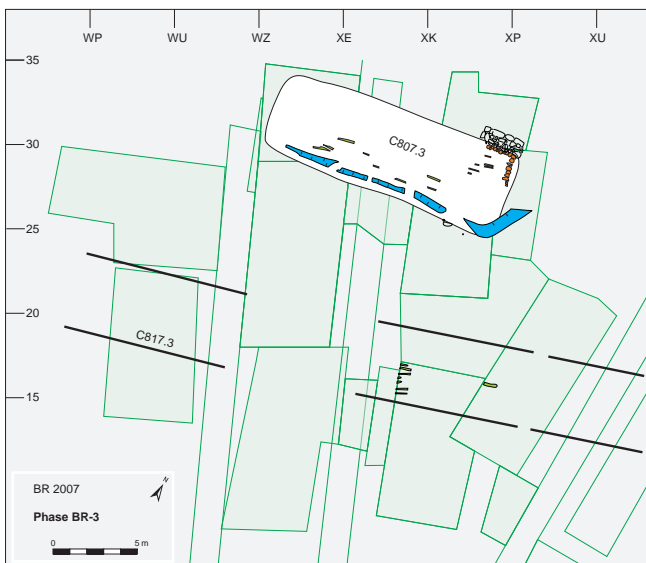 WP WU WZ XE XK XP XU
35
30
25
20
15
C807.3
C817.3
BR 2007
N
Phase BR-3
0 5 m